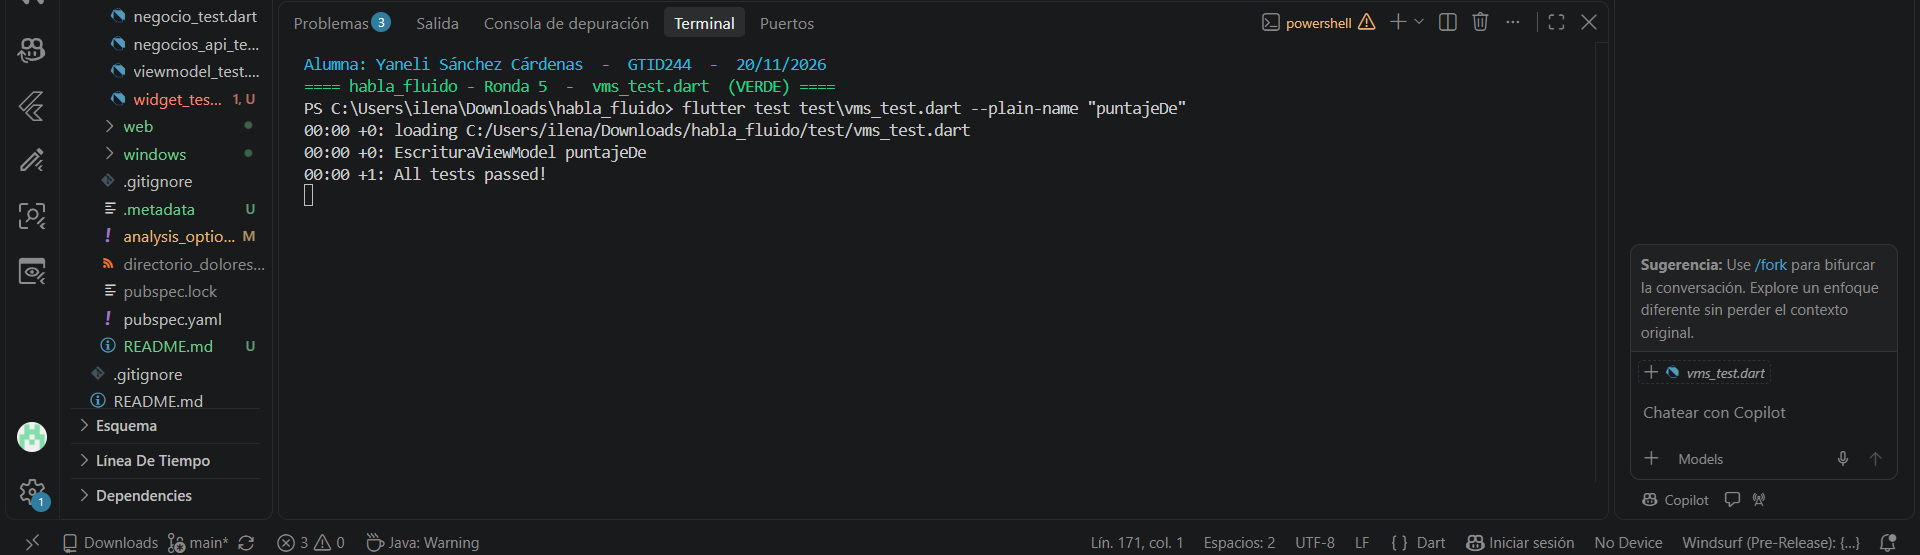 negocio_test.dart
negocios_api_te...
viewmodel_test....
widget_tes... 1, U
web
windows
.gitignore
.metadata U
analysis_optio... M
directorio_dolores...
pubspec.lock
pubspec.yaml
README.md U
.gitignore
README.md
Esquema
Línea De Tiempo
Dependencies
1
Problemas 3 Salida Consola de depuración Terminal Puertos
powershell
Alumna: Yaneli Sánchez Cárdenas - GTID244 - 20/11/2026
==== habla_fluido - Ronda 5 - vms_test.dart (VERDE) ====
PS C:\Users\ilena\Downloads\habla_fluido> flutter test test\vms_test.dart --plain-name "puntajeDe"
00:00 +0: loading C:/Users/ilena/Downloads/habla_fluido/test/vms_test.dart
00:00 +0: EscrituraViewModel puntajeDe
00:00 +1: All tests passed!
Sugerencia: Use /fork para bifurcar
la conversación. Explore un enfoque
diferente sin perder el contexto
original.
vms_test.dart
Chatear con Copilot
Models
Copilot
Downloads main* 3 0 Java: Warning Lín. 171, col. 1 Espacios: 2 UTF-8 LF { } Dart Iniciar sesión No Device Windsurf (Pre-Release): {...}